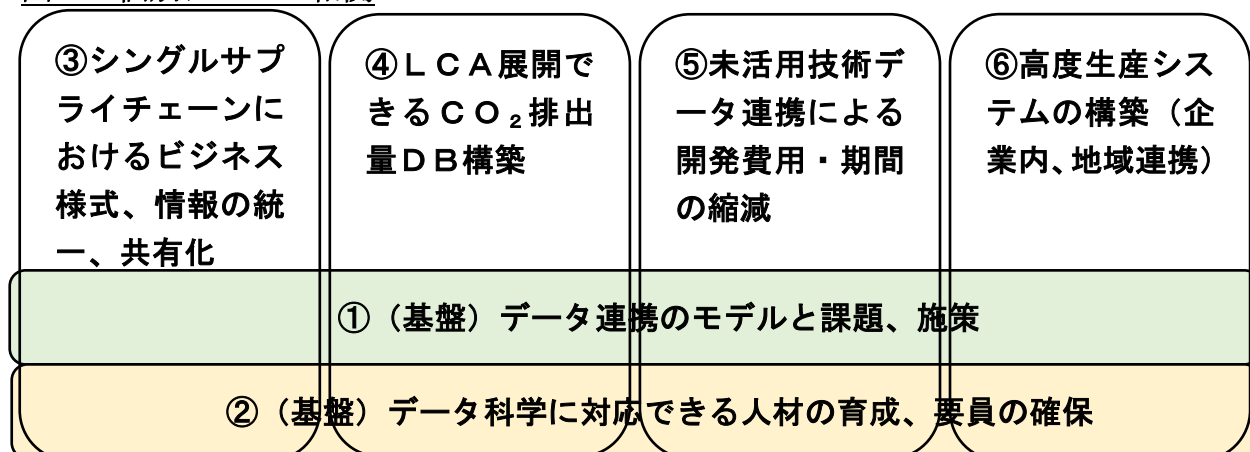 ③シングルサプ
ライチェーンに
おけるビジネス
様式、情報の統
一、共有化
④ＬＣＡ展開で
きるＣＯ₂排出
量ＤＢ構築
⑤未活用技術デ
ータ連携による
開発費用・期間
の縮減
⑥高度生産シス
テムの構築（企
業内、地域連携）
①（基盤）データ連携のモデルと課題、施策
②（基盤）データ科学に対応できる人材の育成、要員の確保